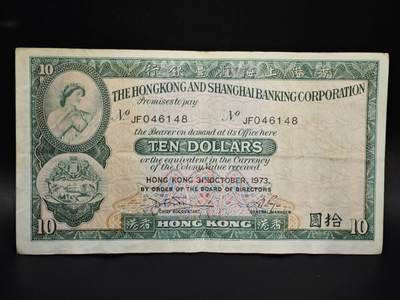 10 行銀理滙海上港香 10
THE HONGKONG AND SHANGHAI BANKING CORPORATION
Promises to pay
No JF046148 No JF046148
the Bearer on demand at its Office here
TEN DOLLARS
or the equivalent in the Currency
of the Colony, value received.
HONG KONG 31 OCTOBER, 1973.
BY ORDER OF THE BOARD OF DIRECTORS
CHIEF ACCOUNTANT GENERAL MANAGER
10 港香 HONG KONG 港香 圓拾 10